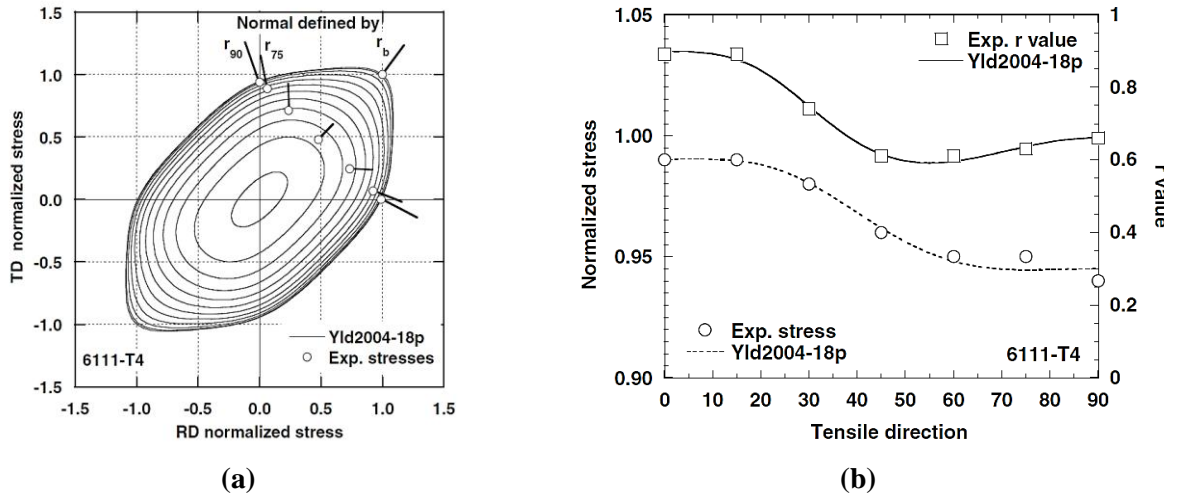 1.5
1.0
0.5
0.0
-0.5
-1.0
-1.5
TD normalized stress
Normal defined by
r90
r75
rb
Yld2004-18p
Exp. stresses
6111-T4
-1.5 -1.0 -0.5 0.0 0.5 1.0 1.5
RD normalized stress
(a)
1.05
1.00
0.95
0.90
Normalized stress
Exp. r value
Yld2004-18p
Exp. stress
Yld2004-18p
6111-T4
1
0.8
0.6
0.4
0.2
0
r value
0 10 20 30 40 50 60 70 80 90
Tensile direction
(b)